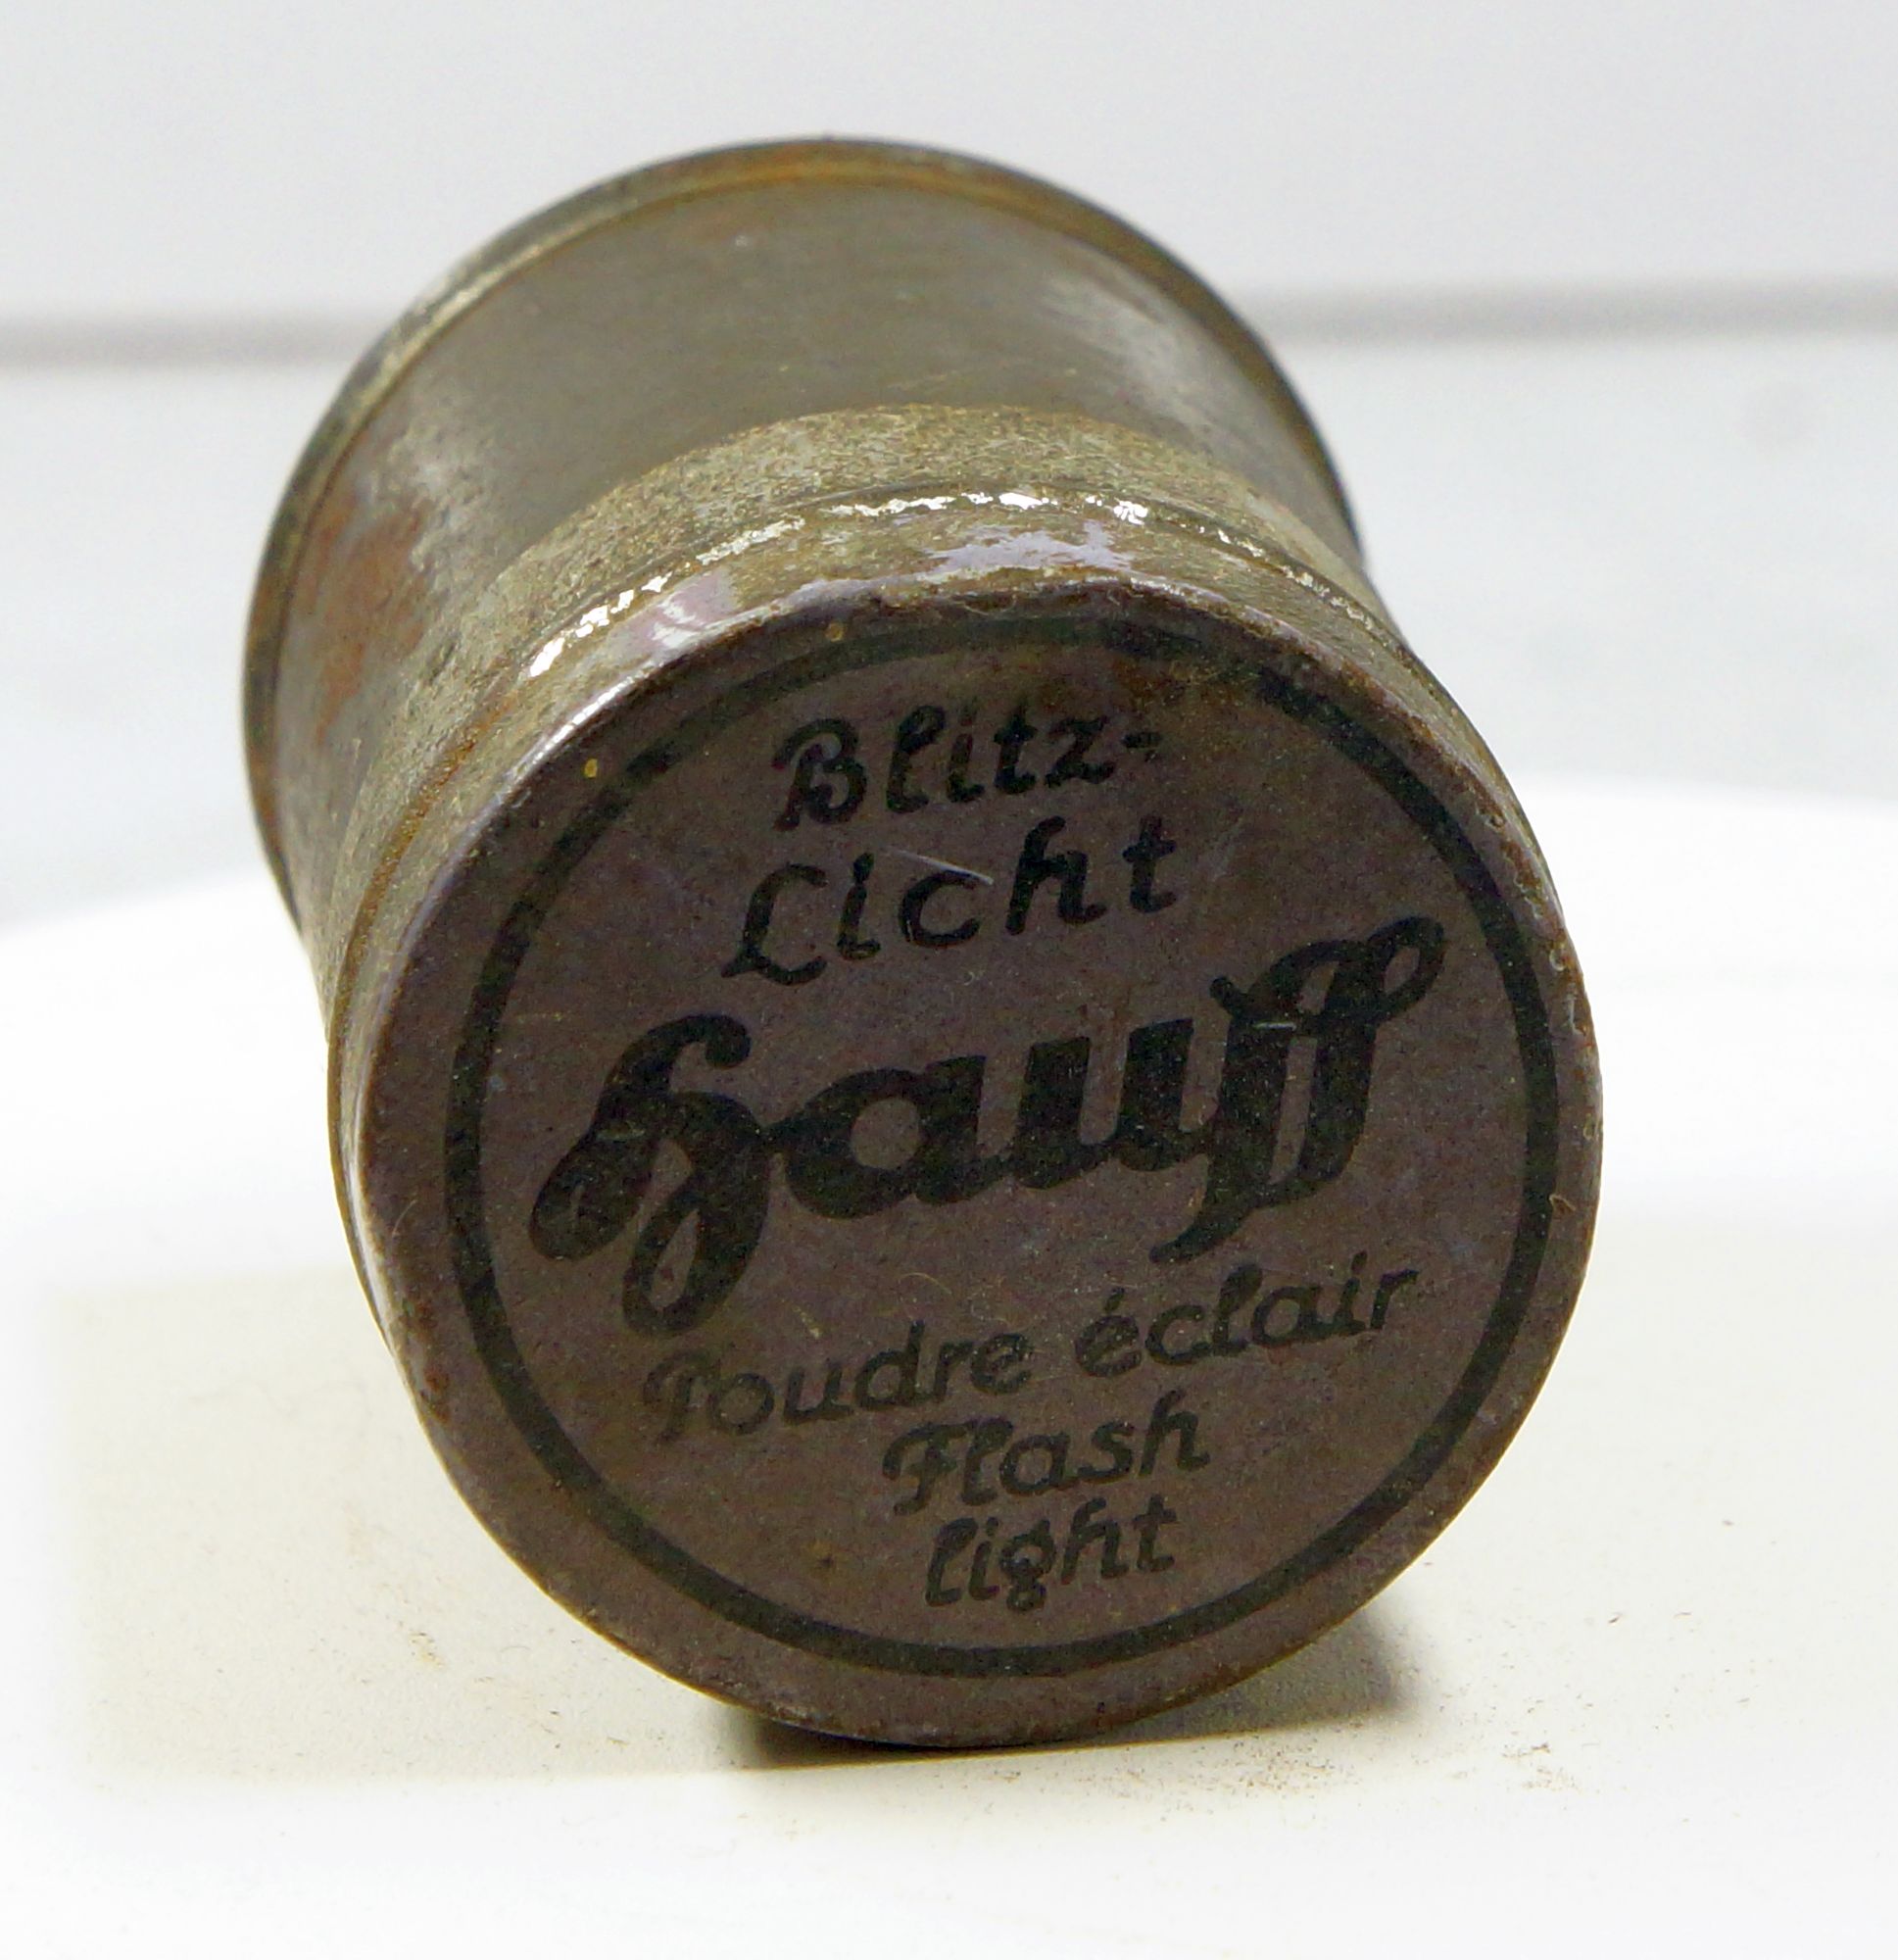 Blitz-
Licht
Hauff
Poudre éclair
Flash
light